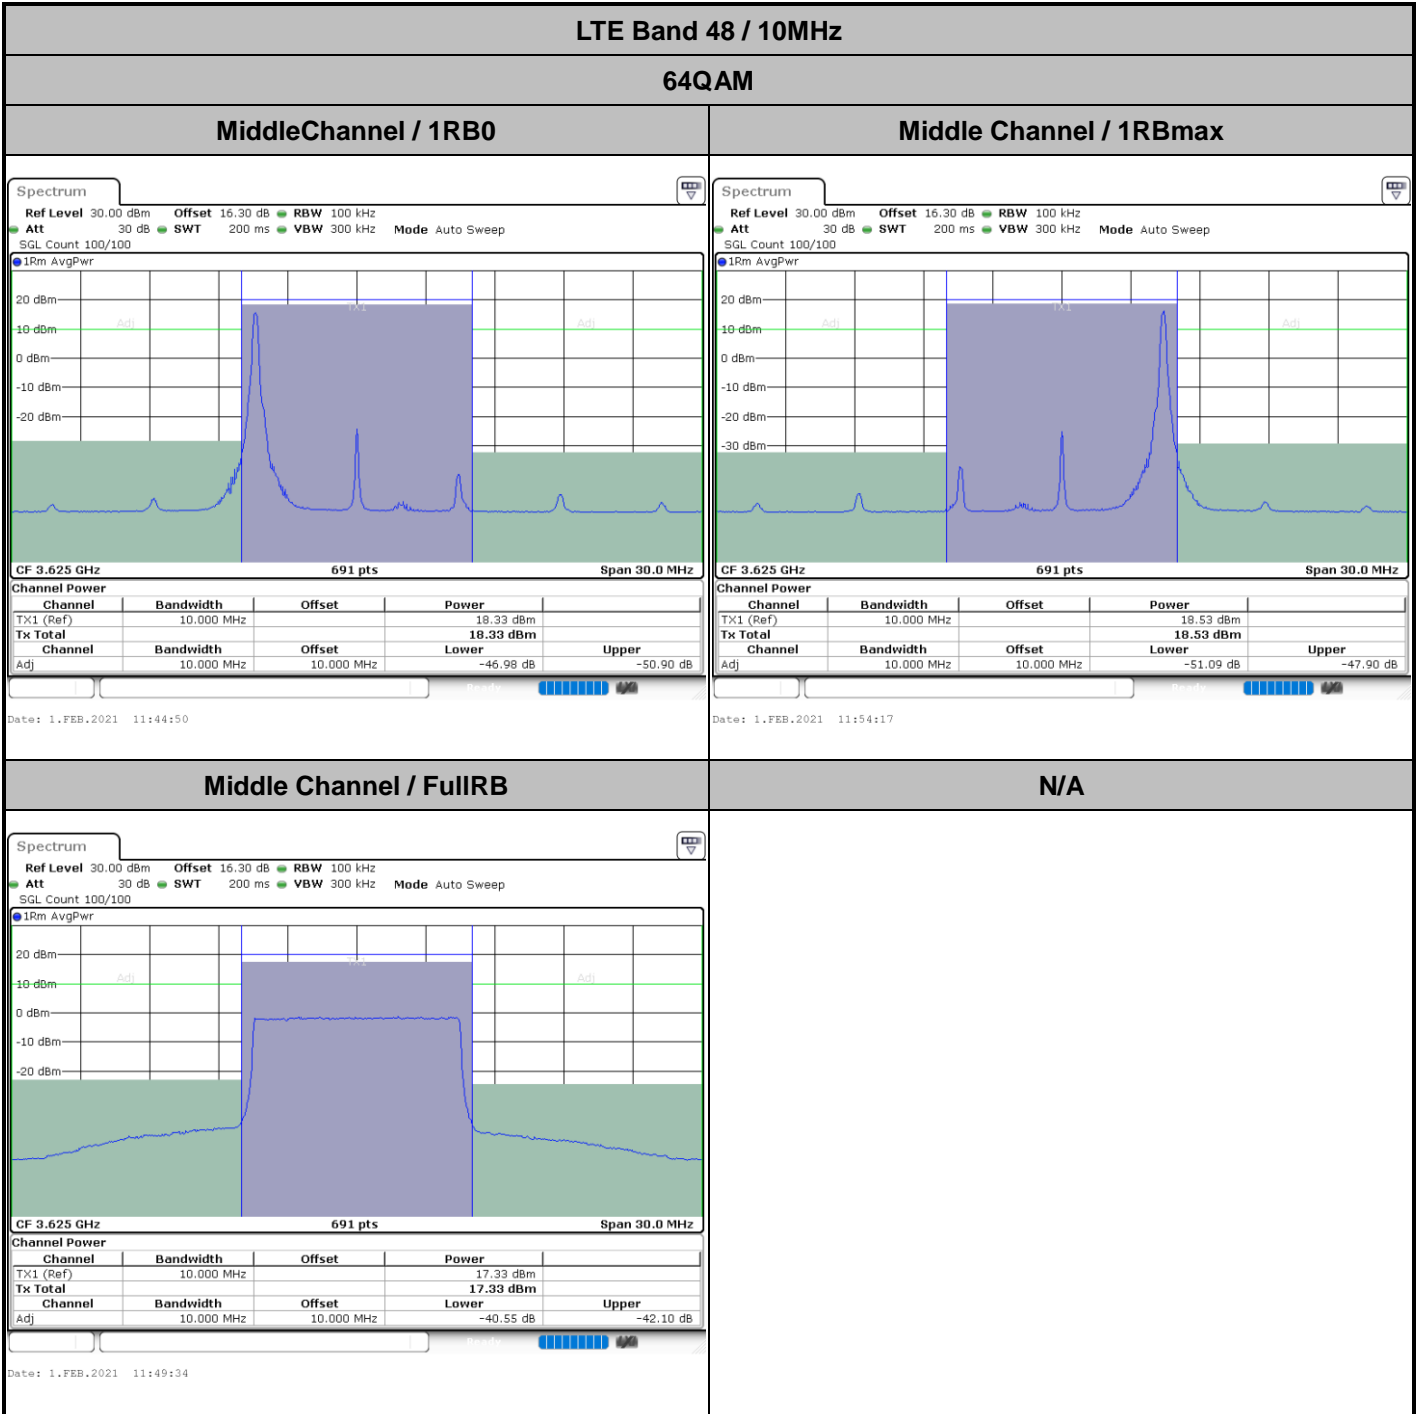 LTE Band 48 / 10MHz
64QAM
MiddleChannel / 1RB0
Middle Channel / 1RBmax
Spectrum
Ref Level 30.00 dBm Offset 16.30 dB RBW 100 kHz
Att 30 dB SWT 200 ms VBW 300 kHz Mode Auto Sweep
SGL Count 100/100
1Rm AvgPwr
TX1
20 dBm
Adj
Adj
10 dBm
0 dBm
-10 dBm
-20 dBm
CF 3.625 GHz 691 pts Span 30.0 MHz
Channel Power
Channel Bandwidth Offset Power
TX1 (Ref) 10.000 MHz 18.33 dBm
Tx Total 18.33 dBm
Channel Bandwidth Offset Lower Upper
Adj 10.000 MHz 10.000 MHz -46.98 dB -50.90 dB
Ready
Date: 1.FEB.2021 11:44:50
Spectrum
Ref Level 30.00 dBm Offset 16.30 dB RBW 100 kHz
Att 30 dB SWT 200 ms VBW 300 kHz Mode Auto Sweep
SGL Count 100/100
1Rm AvgPwr
20 dBm
TX1
Adj
Adj
10 dBm
0 dBm
-10 dBm
-20 dBm
-30 dBm
CF 3.625 GHz 691 pts Span 30.0 MHz
Channel Power
Channel Bandwidth Offset Power
TX1 (Ref) 10.000 MHz 18.53 dBm
Tx Total 18.53 dBm
Channel Bandwidth Offset Lower Upper
Adj 10.000 MHz 10.000 MHz -51.09 dB -47.90 dB
Ready
Date: 1.FEB.2021 11:54:17
Middle Channel / FullRB
N/A
Spectrum
Ref Level 30.00 dBm Offset 16.30 dB RBW 100 kHz
Att 30 dB SWT 200 ms VBW 300 kHz Mode Auto Sweep
SGL Count 100/100
1Rm AvgPwr
20 dBm
TX1
Adj
Adj
10 dBm
0 dBm
-10 dBm
-20 dBm
CF 3.625 GHz 691 pts Span 30.0 MHz
Channel Power
Channel Bandwidth Offset Power
TX1 (Ref) 10.000 MHz 17.33 dBm
Tx Total 17.33 dBm
Channel Bandwidth Offset Lower Upper
Adj 10.000 MHz 10.000 MHz -40.55 dB -42.10 dB
Ready
Date: 1.FEB.2021 11:49:34